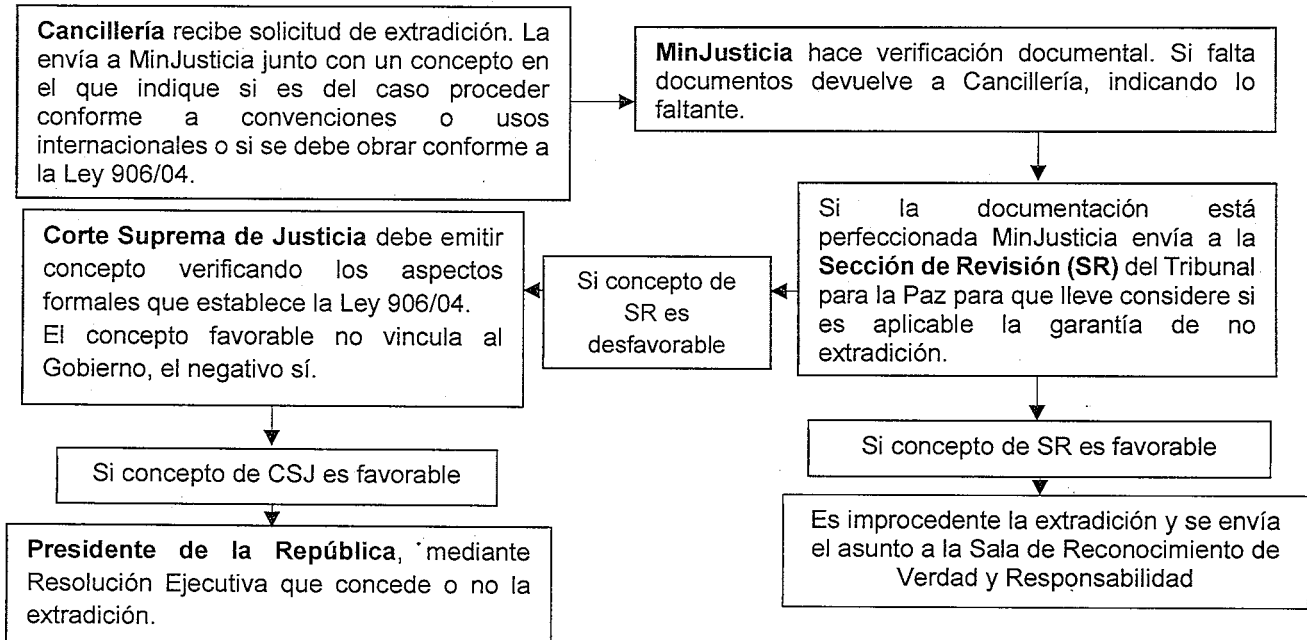 Cancillería recibe solicitud de extradición. La
envía a MinJusticia junto con un concepto en
el que indique si es del caso proceder
conforme a convenciones o usos
internacionales o si se debe obrar conforme a
la Ley 906/04.
MinJusticia hace verificación documental. Si falta
documentos devuelve a Cancillería, indicando lo
faltante.
Si la documentación está
perfeccionada MinJusticia envía a la
Sección de Revisión (SR) del Tribunal
para la Paz para que lleve considere si
es aplicable la garantía de no
extradición.
Si concepto de
SR es
desfavorable
Corte Suprema de Justicia debe emitir
concepto verificando los aspectos
formales que establece la Ley 906/04.
El concepto favorable no vincula al
Gobierno, el negativo sí.
Si concepto de CSJ es favorable
Presidente de la República, mediante
Resolución Ejecutiva que concede o no la
extradición.
Si concepto de SR es favorable
Es improcedente la extradición y se envía
el asunto a la Sala de Reconocimiento de
Verdad y Responsabilidad